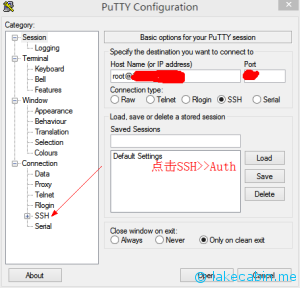 PuTTY Configuration
Category:
Session
Logging
Terminal
Keyboard
Bell
Features
Window
Appearance
Behaviour
Translation
Selection
Colours
Connection
Data
Proxy
Telnet
Rlogin
SSH
Serial
Basic options for your PuTTY session
Specify the destination you want to connect to
Host Name (or IP address) Port
root@
Connection type:
Raw Telnet Rlogin SSH Serial
Load, save or delete a stored session
Saved Sessions
Default Settings
点击SSH>>Auth
Load
Save
Delete
Close window on exit:
Always Never Only on clean exit
About Open Cancel